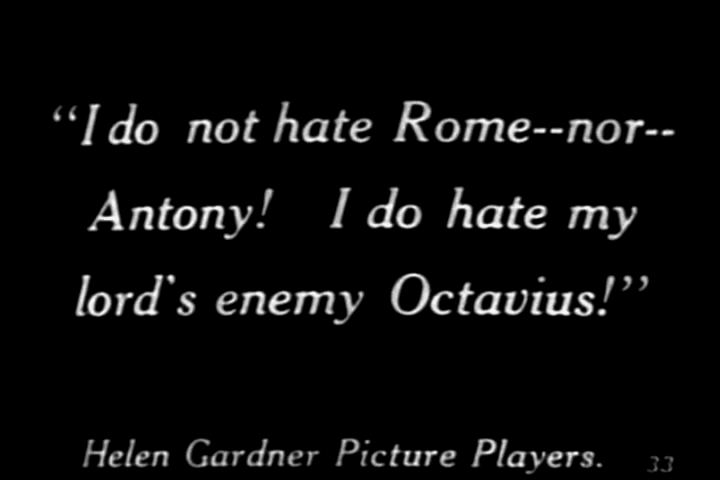 “I do not hate Rome--nor--
Antony! I do hate my
lord's enemy Octavius!”
Helen Gardner Picture Players. 33